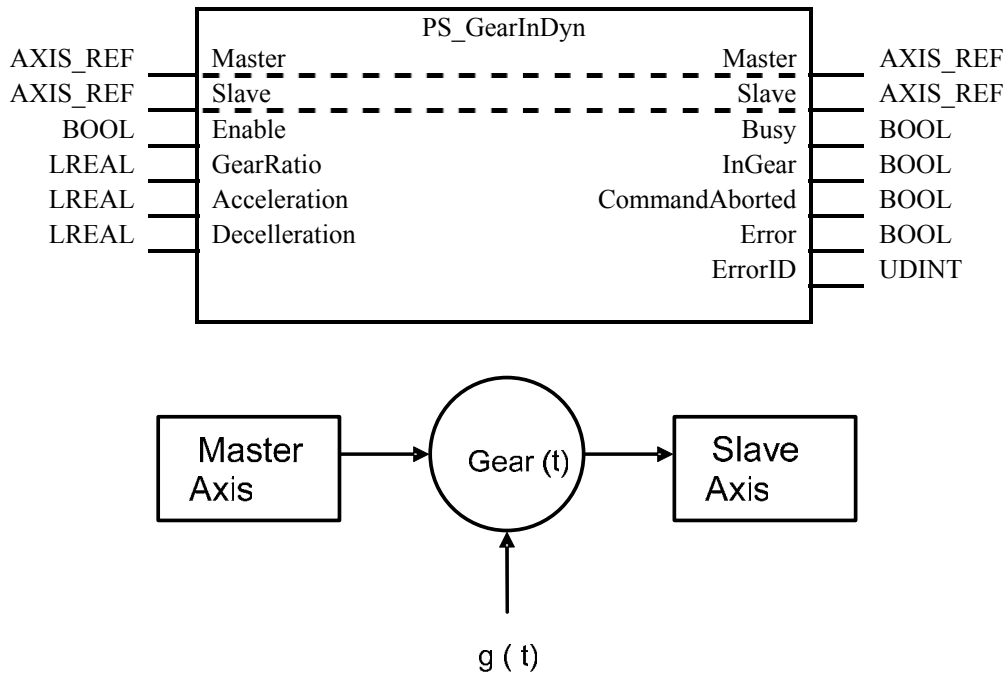 PS_GearInDyn
AXIS_REF Master Master AXIS_REF
AXIS_REF Slave Slave AXIS_REF
BOOL Enable Busy BOOL
LREAL GearRatio InGear BOOL
LREAL Acceleration CommandAborted BOOL
LREAL Decelleration Error BOOL
ErrorID UDINT
Master
Axis
Gear (t)
Slave
Axis
g ( t)